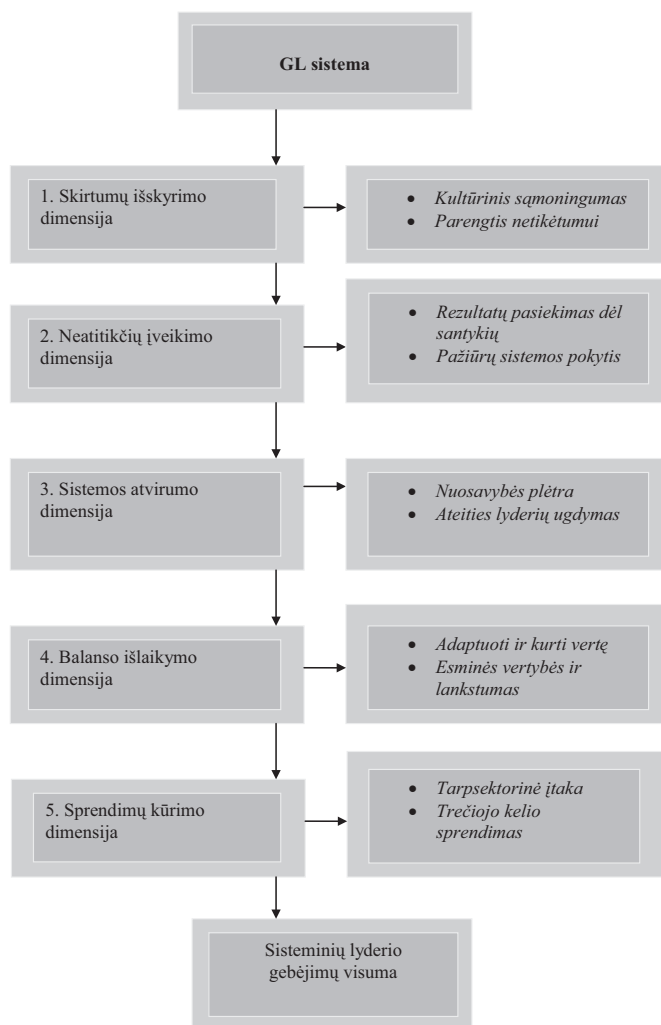 GL sistema
1. Skirtumų išskyrimo
dimensija
• Kultūrinis sąmoningumas
• Parengtis netikėtumui
2. Neatitikčių įveikimo
dimensija
• Rezultatų pasiekimas dėl
santykių
• Pažiūrų sistemos pokytis
3. Sistemos atvirumo
dimensija
• Nuosavybės plėtra
• Ateities lyderių ugdymas
4. Balanso išlaikymo
dimensija
• Adaptuoti ir kurti vertę
• Esminės vertybės ir
lankstumas
5. Sprendimų kūrimo
dimensija
• Tarpsektorinė įtaka
• Trečiojo kelio
sprendimas
Sisteminių lyderio
gebėjimų visuma